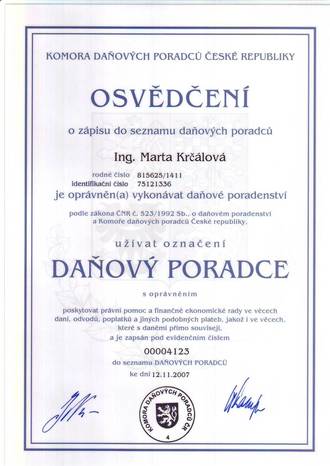 KOMORA DAŇOVÝCH PORADCŮ ČESKÉ REPUBLIKY
OSVĚDČENÍ
o zápisu do seznamu daňových poradců
Ing. Marta Krčálová
rodné číslo 815625/1411
identifikační číslo 75121336
je oprávněn(a) vykonávat daňové poradenství
podle zákona ČNR č. 523/1992 Sb., o daňovém poradenství
a Komoře daňových poradců České republiky.
užívat označení
DAŇOVÝ PORADCE
s oprávněním
poskytovat právní pomoc a finančně ekonomické rady ve věcech
daní, odvodů, poplatků a jiných podobných plateb, jakož i ve věcech,
které s daněmi přímo souvisejí,
a je zapsán pod evidenčním číslem
00004123
do seznamu DAŇOVÝCH PORADCŮ
ke dni 12.11.2007
KOMORA DAŇOVÝCH PORADCŮ ČR
4